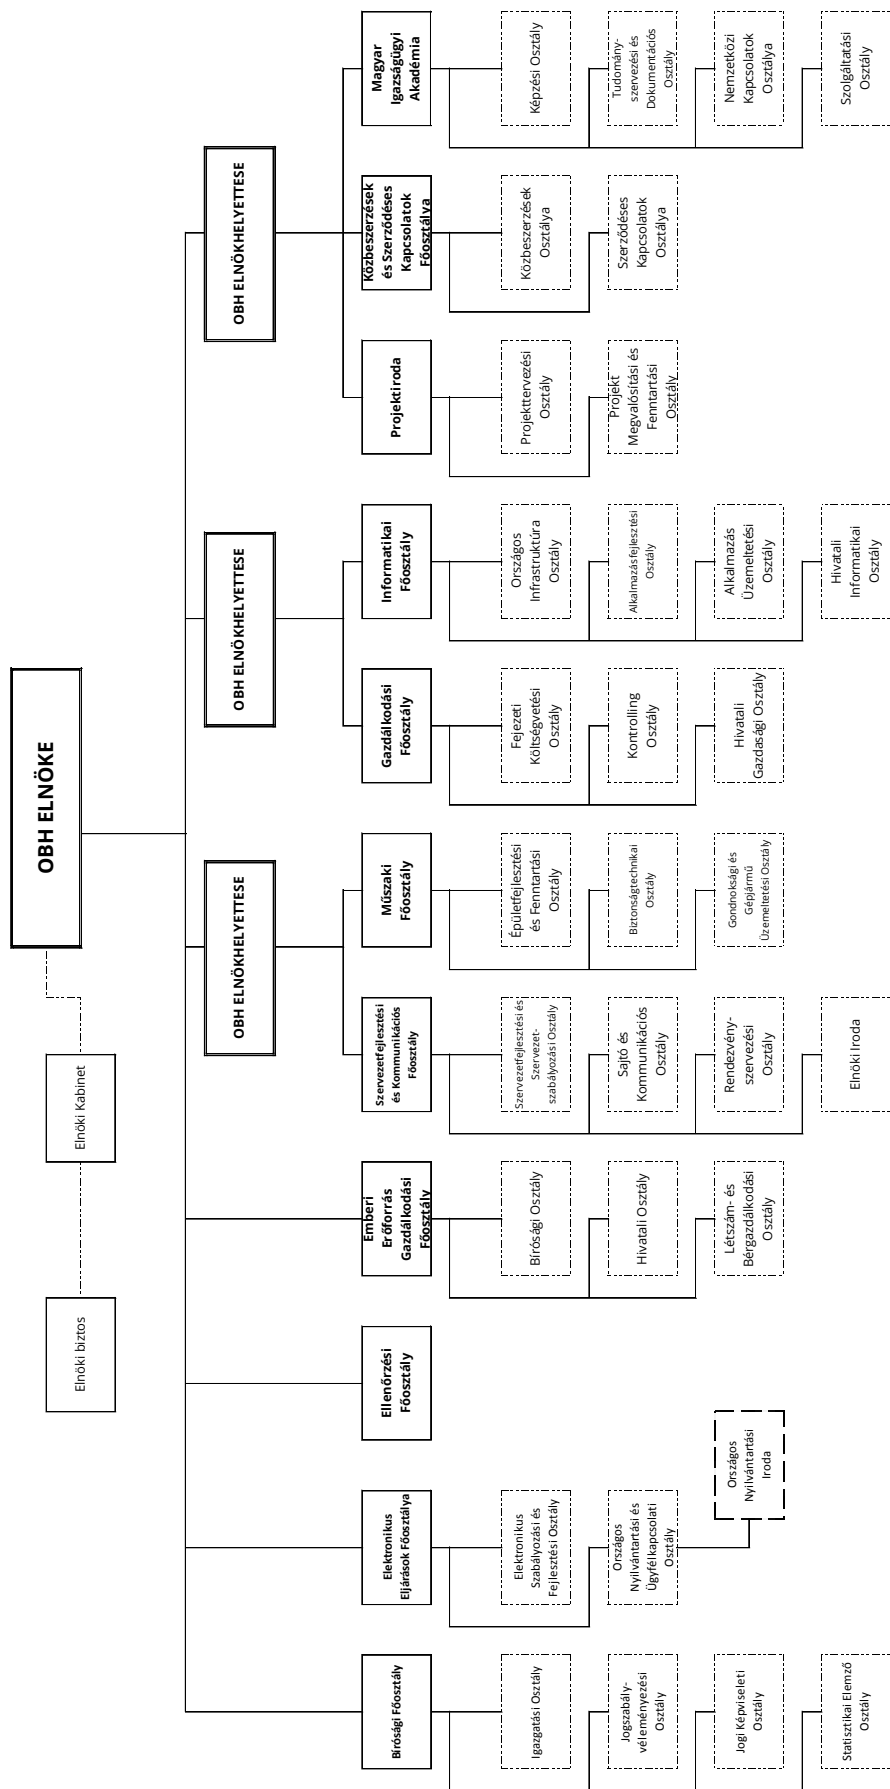 OBH ELNÖKE
Elnöki Kabinet
Elnöki biztos
OBH ELNÖKHELYETTESE
OBH ELNÖKHELYETTESE
OBH ELNÖKHELYETTESE
Bírósági Főosztály
Igazgatási Osztály
Jogszabály-
véleményezési
Osztály
Jogi Képviseleti
Osztály
Statisztikai Elemző
Osztály
Elektronikus
Eljárások Főosztálya
Elektronikus
Szabályozási és
Fejlesztési Osztály
Országos
Nyilvántartási és
Ügyfélkapcsolati
Osztály
Országos
Nyilvántartási
Iroda
Ellenőrzési
Főosztály
Emberi
Erőforrás
Gazdálkodási
Főosztály
Bírósági Osztály
Hivatali Osztály
Létszám- és
Bérgazdálkodási
Osztály
Szervezetfejlesztési
és Kommunikációs
Főosztály
Szervezetfejlesztési és
Szervezet-
szabályozási Osztály
Sajtó és
Kommunikációs
Osztály
Rendezvény-
szervezési
Osztály
Elnöki Iroda
Műszaki
Főosztály
Épületfejlesztési
és Fenntartási
Osztály
Biztonságtechnikai
Osztály
Gondnoksági és
Gépjármű
Üzemeltetési Osztály
Gazdálkodási
Főosztály
Fejezeti
Költségvetési
Osztály
Kontrolling
Osztály
Hivatali
Gazdasági Osztály
Informatikai
Főosztály
Országos
Infrastruktúra
Osztály
Alkalmazásfejlesztési
Osztály
Alkalmazás
Üzemeltetési
Osztály
Hivatali
Informatikai
Osztály
Projektiroda
Projekttervezési
Osztály
Projekt
Megvalósítási és
Fenntartási
Osztály
Közbeszerzések
és Szerződéses
Kapcsolatok
Főosztálya
Közbeszerzések
Osztálya
Szerződéses
Kapcsolatok
Osztálya
Magyar
Igazságügyi
Akadémia
Képzési Osztály
Tudomány-
szervezési és
Dokumentációs
Osztály
Nemzetközi
Kapcsolatok
Osztálya
Szolgáltatási
Osztály